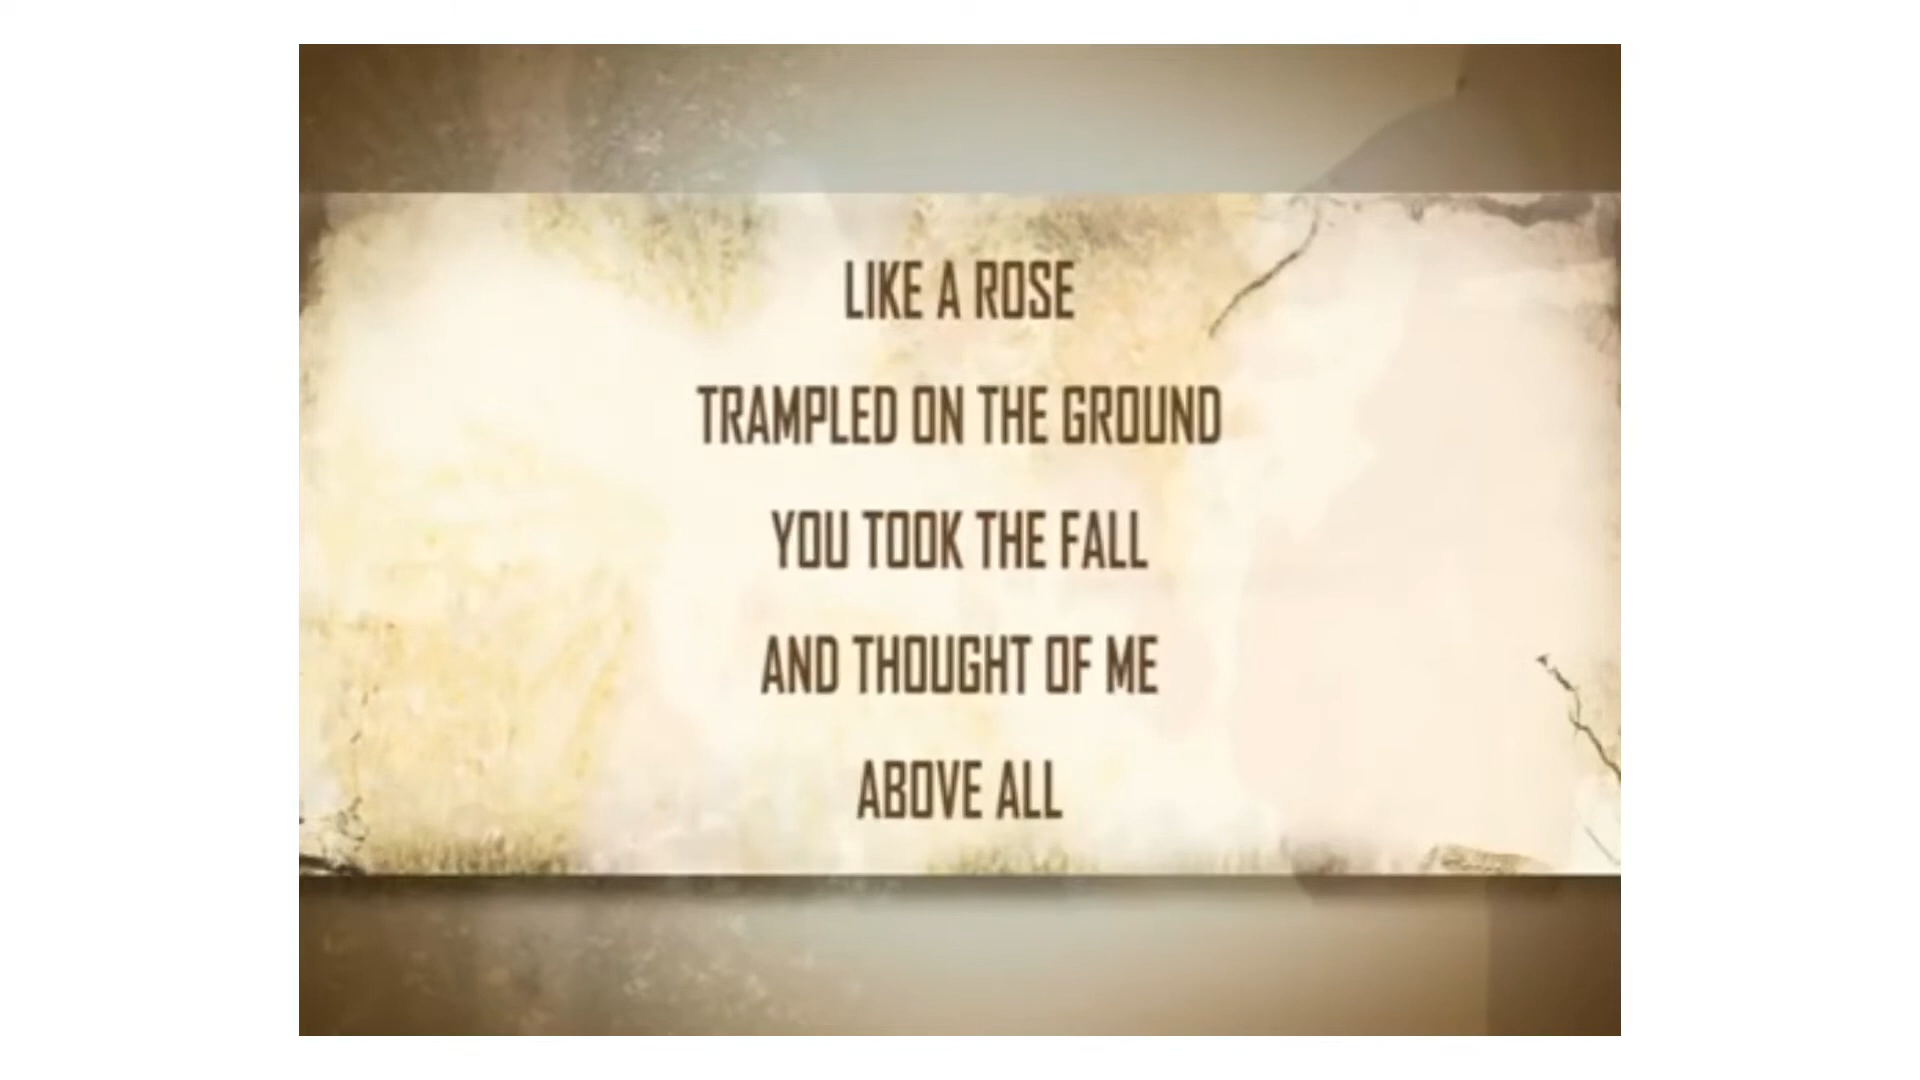 LIKE A ROSE
TRAMPLED ON THE GROUND
YOU TOOK THE FALL
AND THOUGHT OF ME
ABOVE ALL